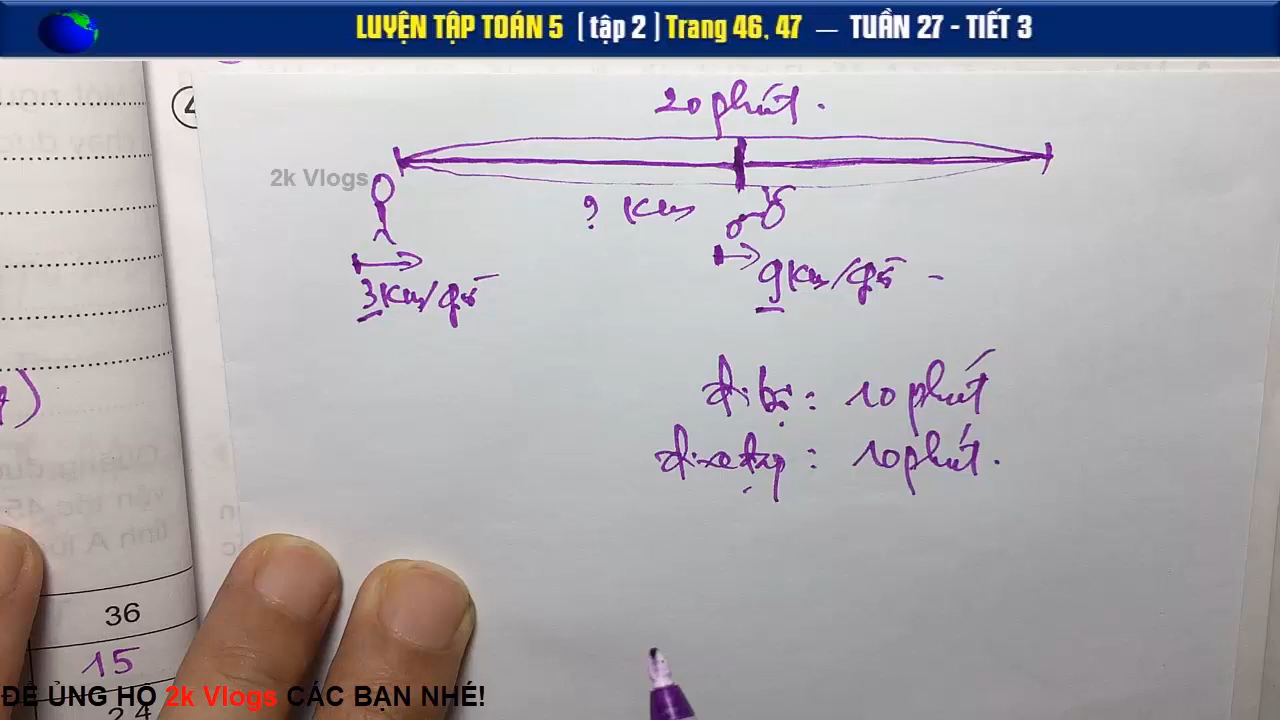 LUYỆN TẬP TOÁN 5 ( tập 2 ) Trang 46, 47 — TUẦN 27 - TIẾT 3
4
20 phút.
2k Vlogs
? km
3km/giờ
9km/giờ
đi bộ: 10 phút
đi xe đạp: 10 phút.
36
15
24
ĐỂ ỦNG HỘ 2k Vlogs CÁC BẠN NHÉ!